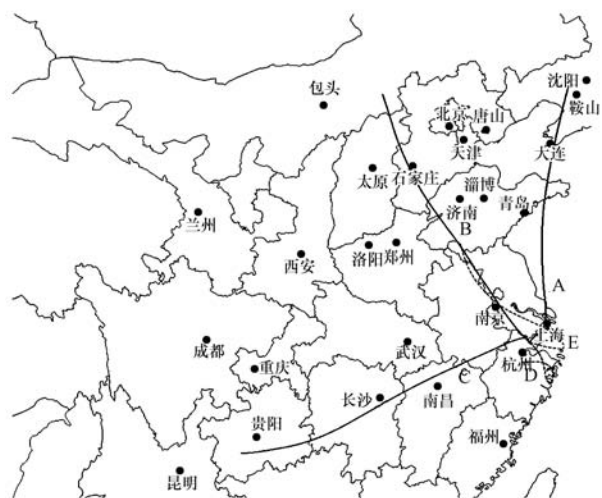 沈阳
包头
鞍山
北京
唐山
天津
大连
太原
石家庄
淄博
济南
青岛
兰州
B
西安
洛阳
郑州
A
南京
上海
E
成都
武汉
杭州
重庆
C
D
长沙
南昌
贵阳
福州
昆明